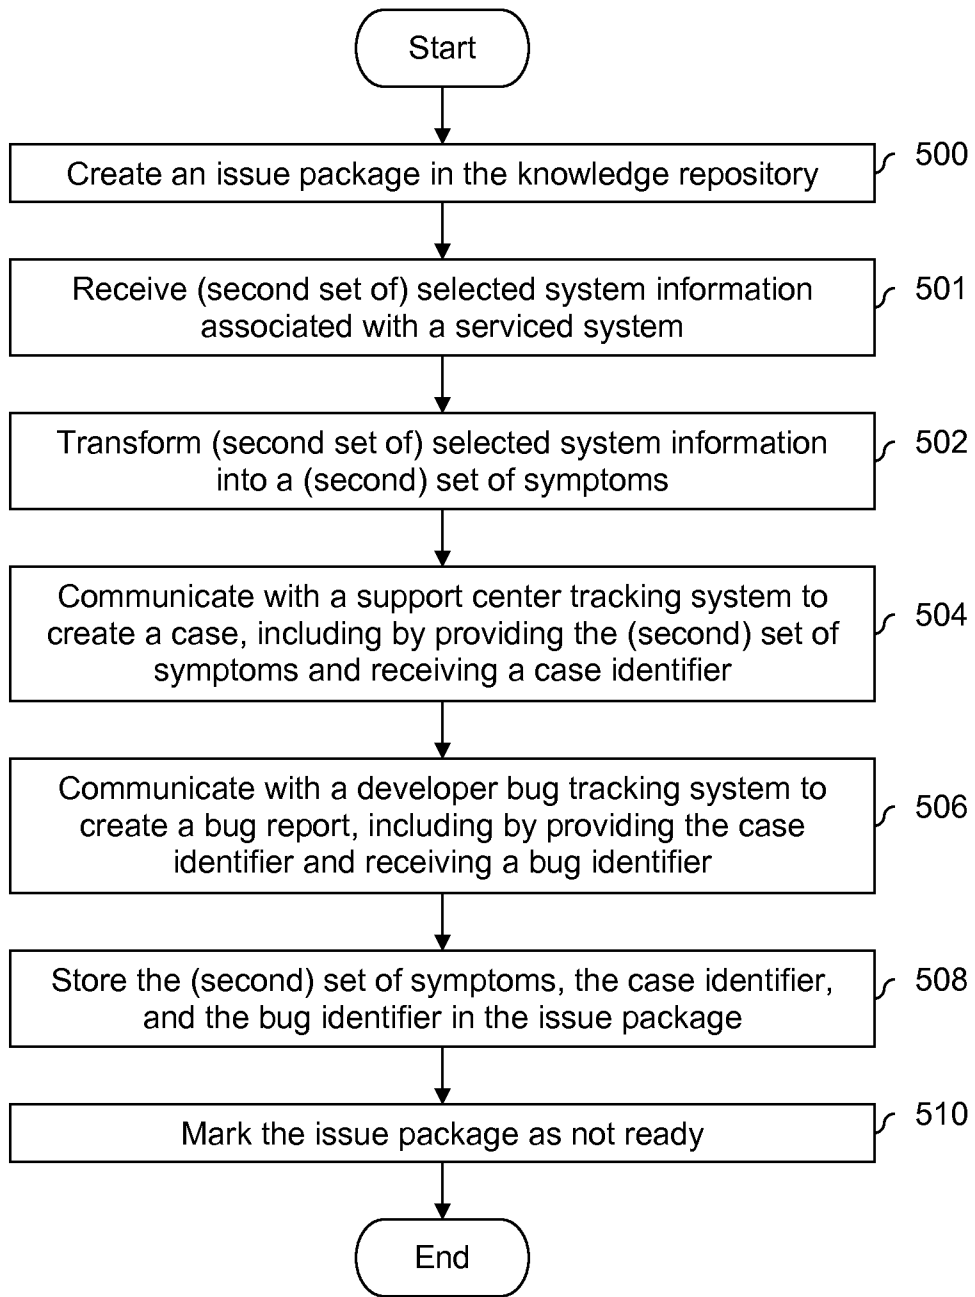 Start
Create an issue package in the knowledge repository
500
Receive (second set of) selected system information
associated with a serviced system
501
Transform (second set of) selected system information
into a (second) set of symptoms
502
Communicate with a support center tracking system to
create a case, including by providing the (second) set of
symptoms and receiving a case identifier
504
Communicate with a developer bug tracking system to
create a bug report, including by providing the case
identifier and receiving a bug identifier
506
Store the (second) set of symptoms, the case identifier,
and the bug identifier in the issue package
508
Mark the issue package as not ready
510
End